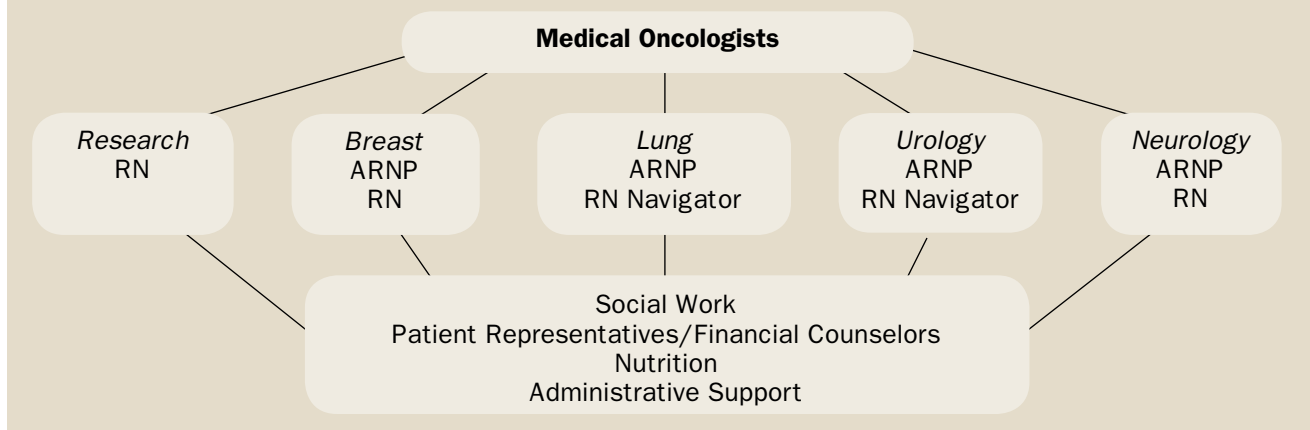 Medical Oncologists
Research
RN
Breast
ARNP
RN
Lung
ARNP
RN Navigator
Urology
ARNP
RN Navigator
Neurology
ARNP
RN
Social Work
Patient Representatives/Financial Counselors
Nutrition
Administrative Support